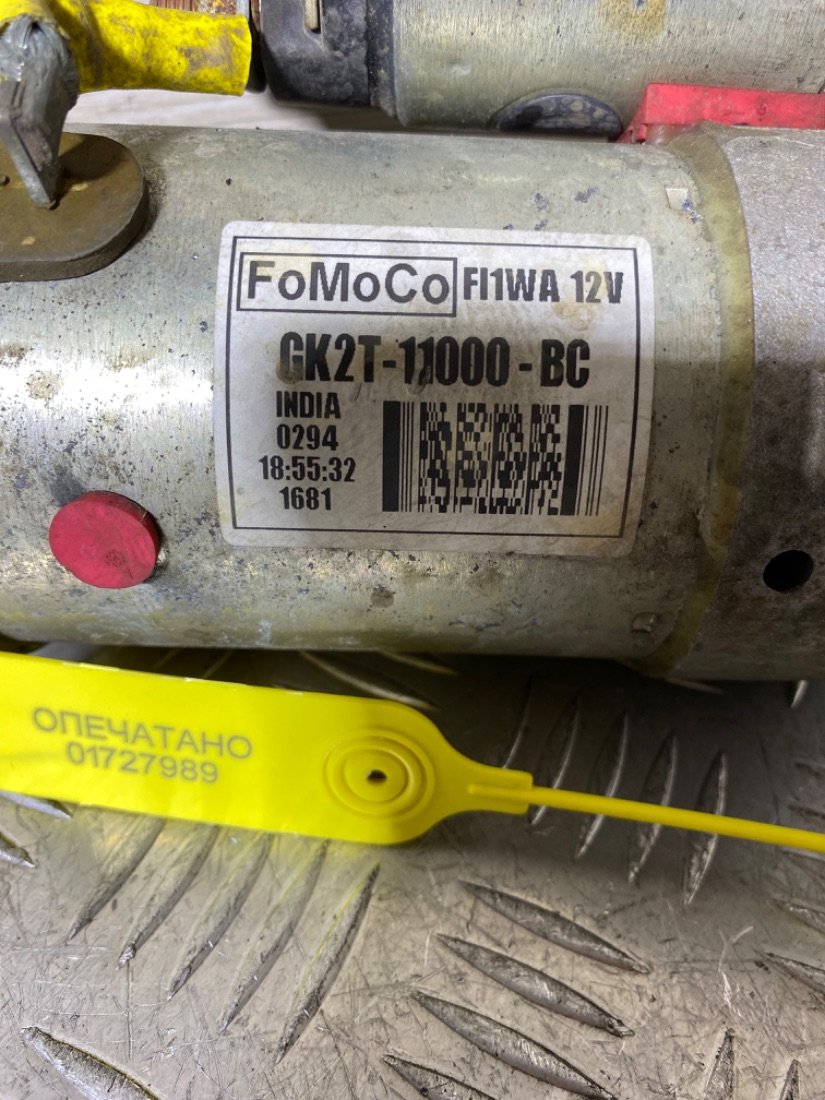 FoMoCo FI1WA 12V
GK2T-11000-BC
INDIA
0294
18:55:32
1681
ОПЕЧАТАНО
01727989